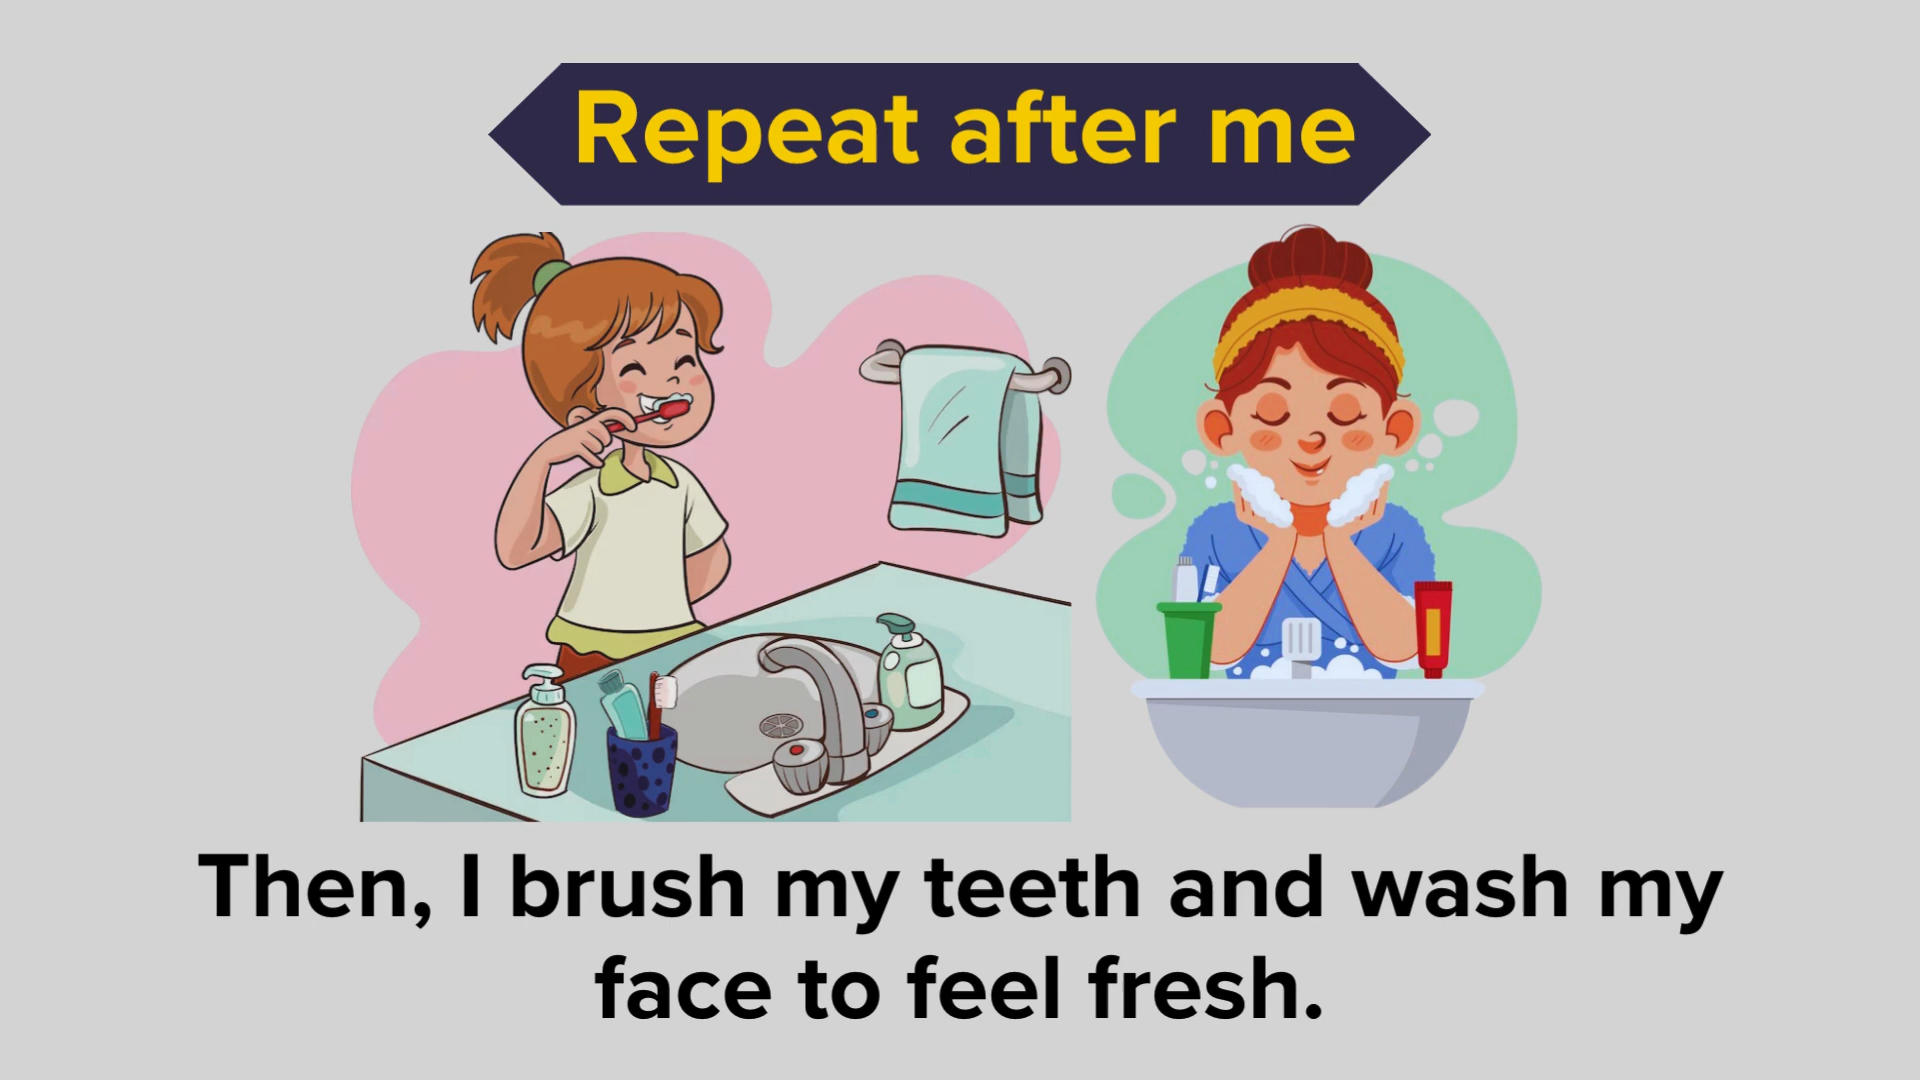 Repeat after me
Then, I brush my teeth and wash my
face to feel fresh.